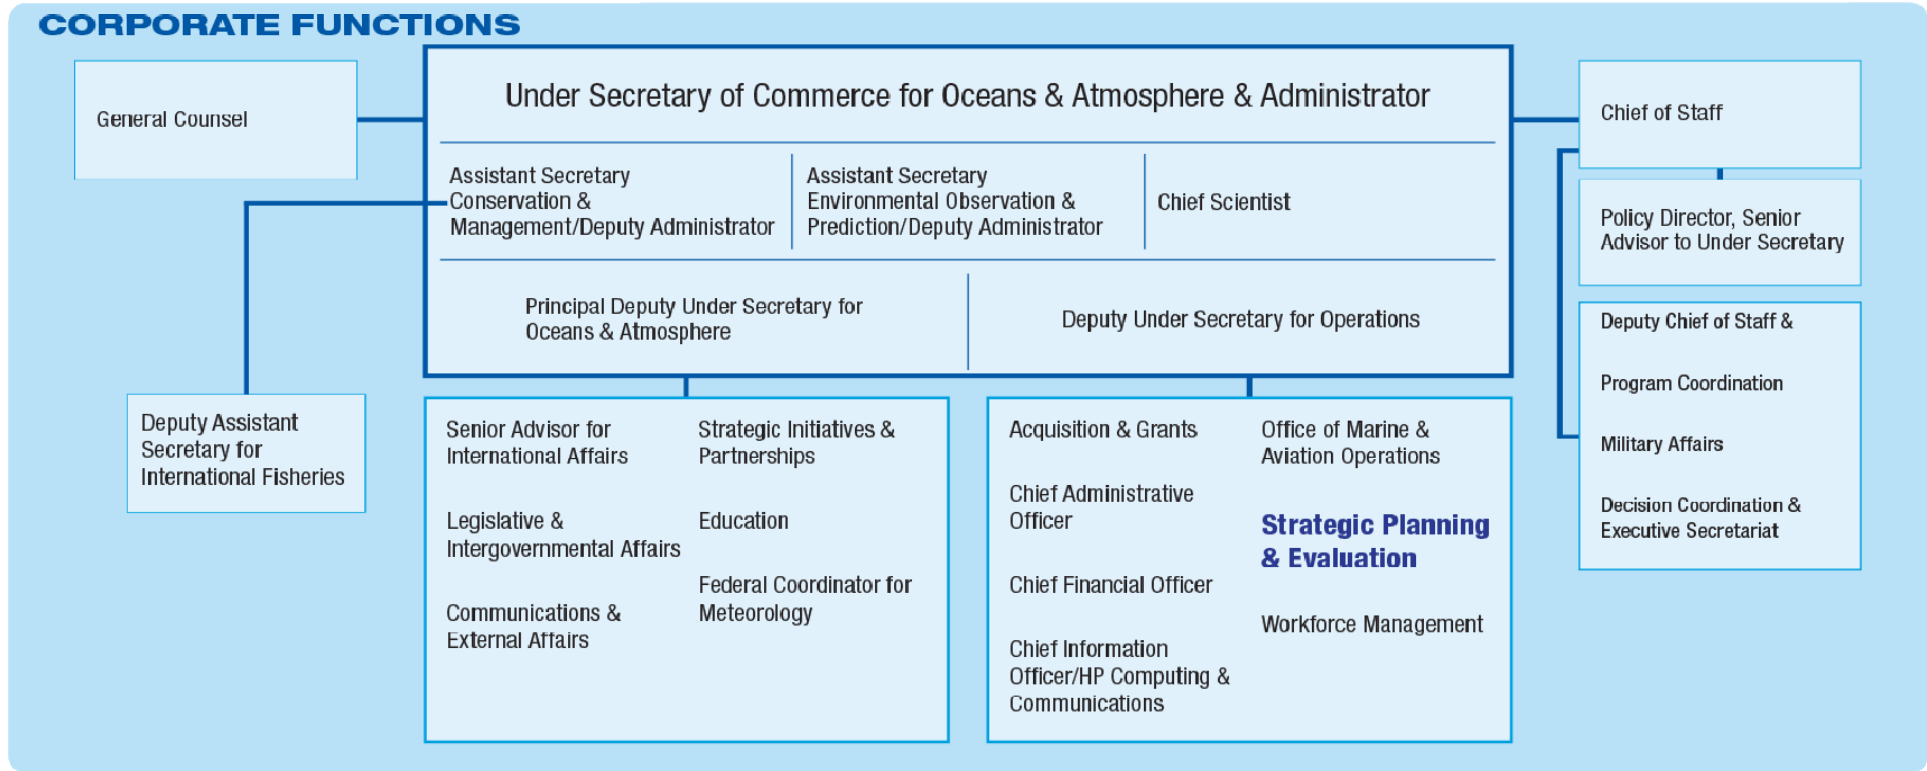 CORPORATE FUNCTIONS
General Counsel
Under Secretary of Commerce for Oceans & Atmosphere & Administrator
Assistant Secretary
Conservation &
Management/Deputy Administrator
Assistant Secretary
Environmental Observation &
Prediction/Deputy Administrator
Chief Scientist
Principal Deputy Under Secretary for
Oceans & Atmosphere
Deputy Under Secretary for Operations
Chief of Staff
Policy Director, Senior
Advisor to Under Secretary
Deputy Chief of Staff &
Program Coordination
Military Affairs
Decision Coordination &
Executive Secretariat
Deputy Assistant
Secretary for
International Fisheries
Senior Advisor for
International Affairs
Legislative &
Intergovernmental Affairs
Communications &
External Affairs
Strategic Initiatives &
Partnerships
Education
Federal Coordinator for
Meteorology
Acquisition & Grants
Chief Administrative
Officer
Chief Financial Officer
Chief Information
Officer/HP Computing &
Communications
Office of Marine &
Aviation Operations
Strategic Planning
& Evaluation
Workforce Management